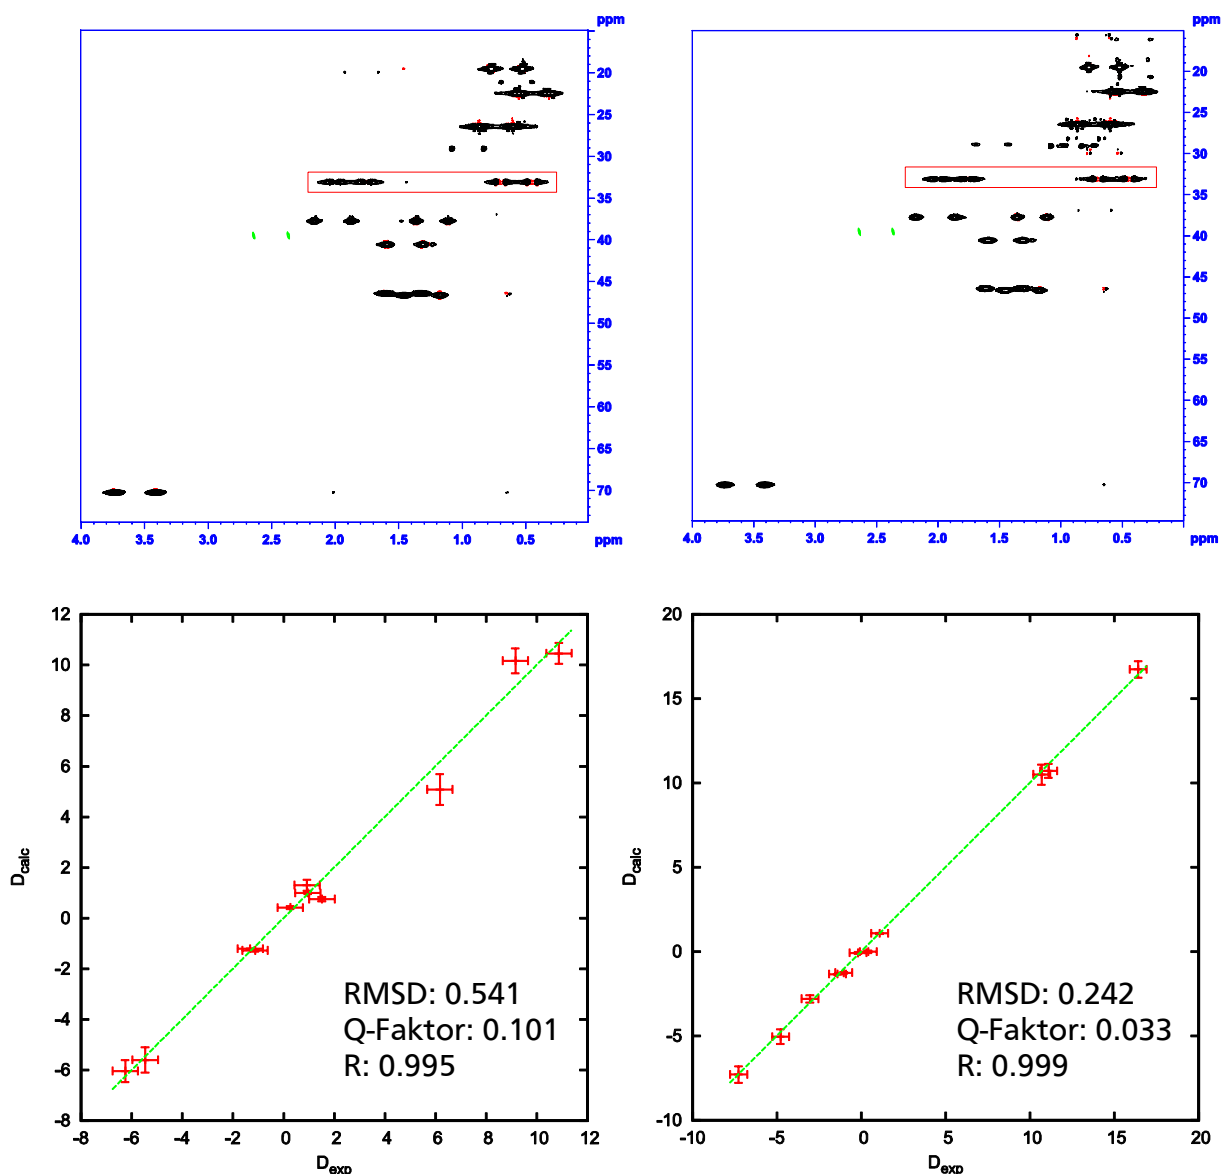 ppm
20
25
30
35
40
45
50
55
60
65
70
4.0 3.5 3.0 2.5 2.0 1.5 1.0 0.5 ppm
ppm
20
25
30
35
40
45
50
55
60
65
70
4.0 3.5 3.0 2.5 2.0 1.5 1.0 0.5 ppm
12
10
8
6
4
2
0
-2
-4
-6
-8
Dcalc
RMSD: 0.541
Q-Faktor: 0.101
R: 0.995
-8 -6 -4 -2 0 2 4 6 8 10 12
Dexp
20
15
10
5
0
-5
-10
Dcalc
RMSD: 0.242
Q-Faktor: 0.033
R: 0.999
-10 -5 0 5 10 15 20
Dexp